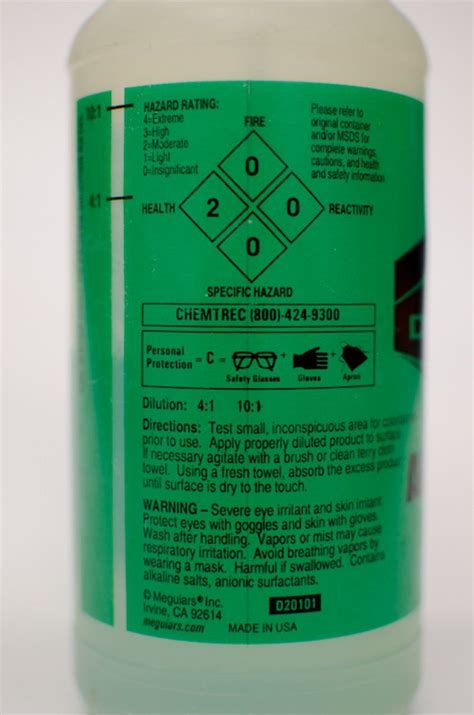 10:1
4:1
HAZARD RATING:
4=Extreme
3=High
2=Moderate
1=Light
0=Insignificant
FIRE
Please refer to
original container
and/or MSDS for
complete warnings,
cautions, and health
and safety information
0
HEALTH 2 0 REACTIVITY
0
SPECIFIC HAZARD
CHEMTREC (800)-424-9300
Personal
Protection = C = + +
Safety Glasses Gloves Apron
Dilution: 4:1 10:1
Directions: Test small, inconspicuous area for
prior to use. Apply properly diluted product to surface
If necessary agitate with a brush or clean terry
towel. Using a fresh towel, absorb the excess product
until surface is dry to the touch.
WARNING – Severe eye irritant and skin irritant
Protect eyes with goggles and skin with gloves.
Wash after handling. Vapors or mist may cause
respiratory irritation. Avoid breathing vapors by
wearing a mask. Harmful if swallowed. Contains
alkaline salts, anionic surfactants.
© Meguiars® Inc.
Irvine, CA 92614
meguiars.com
D20101
MADE IN USA
D
A